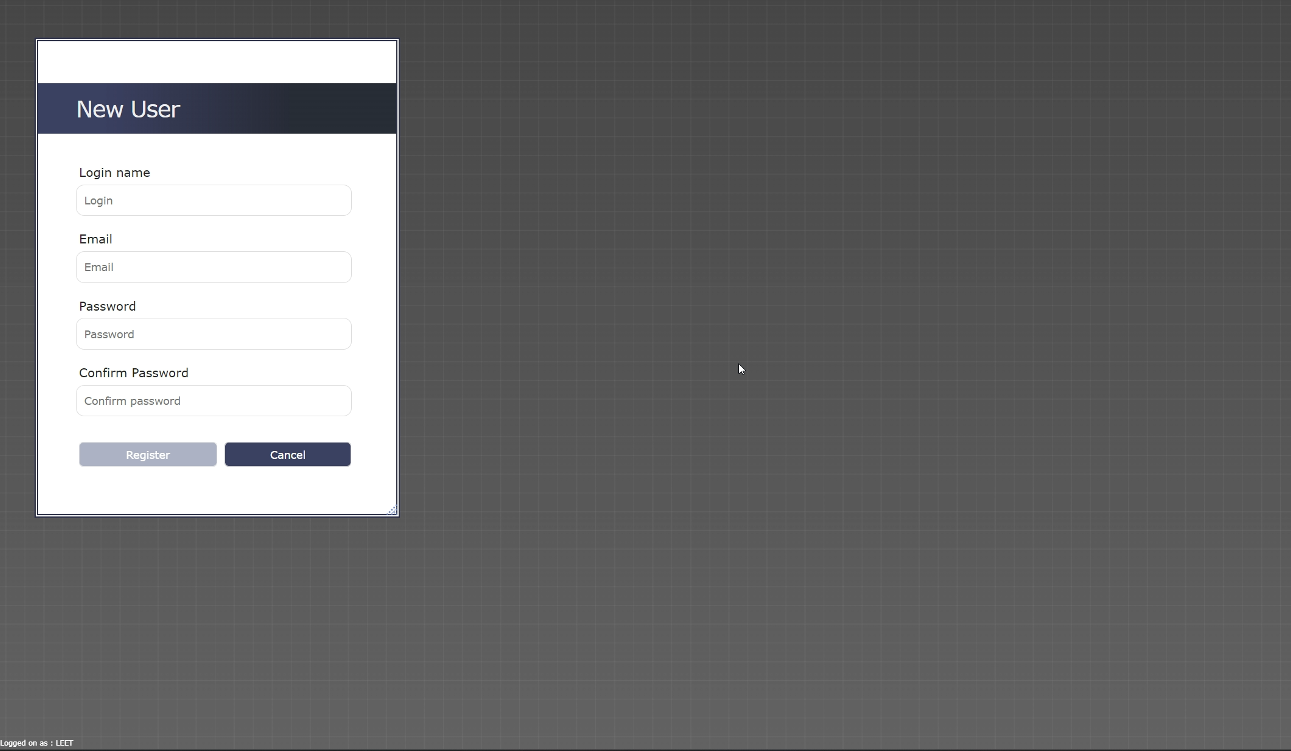 New User
Login name
Login
Email
Email
Password
Password
Confirm Password
Confirm password
Register
Cancel
Logged on as : LEET